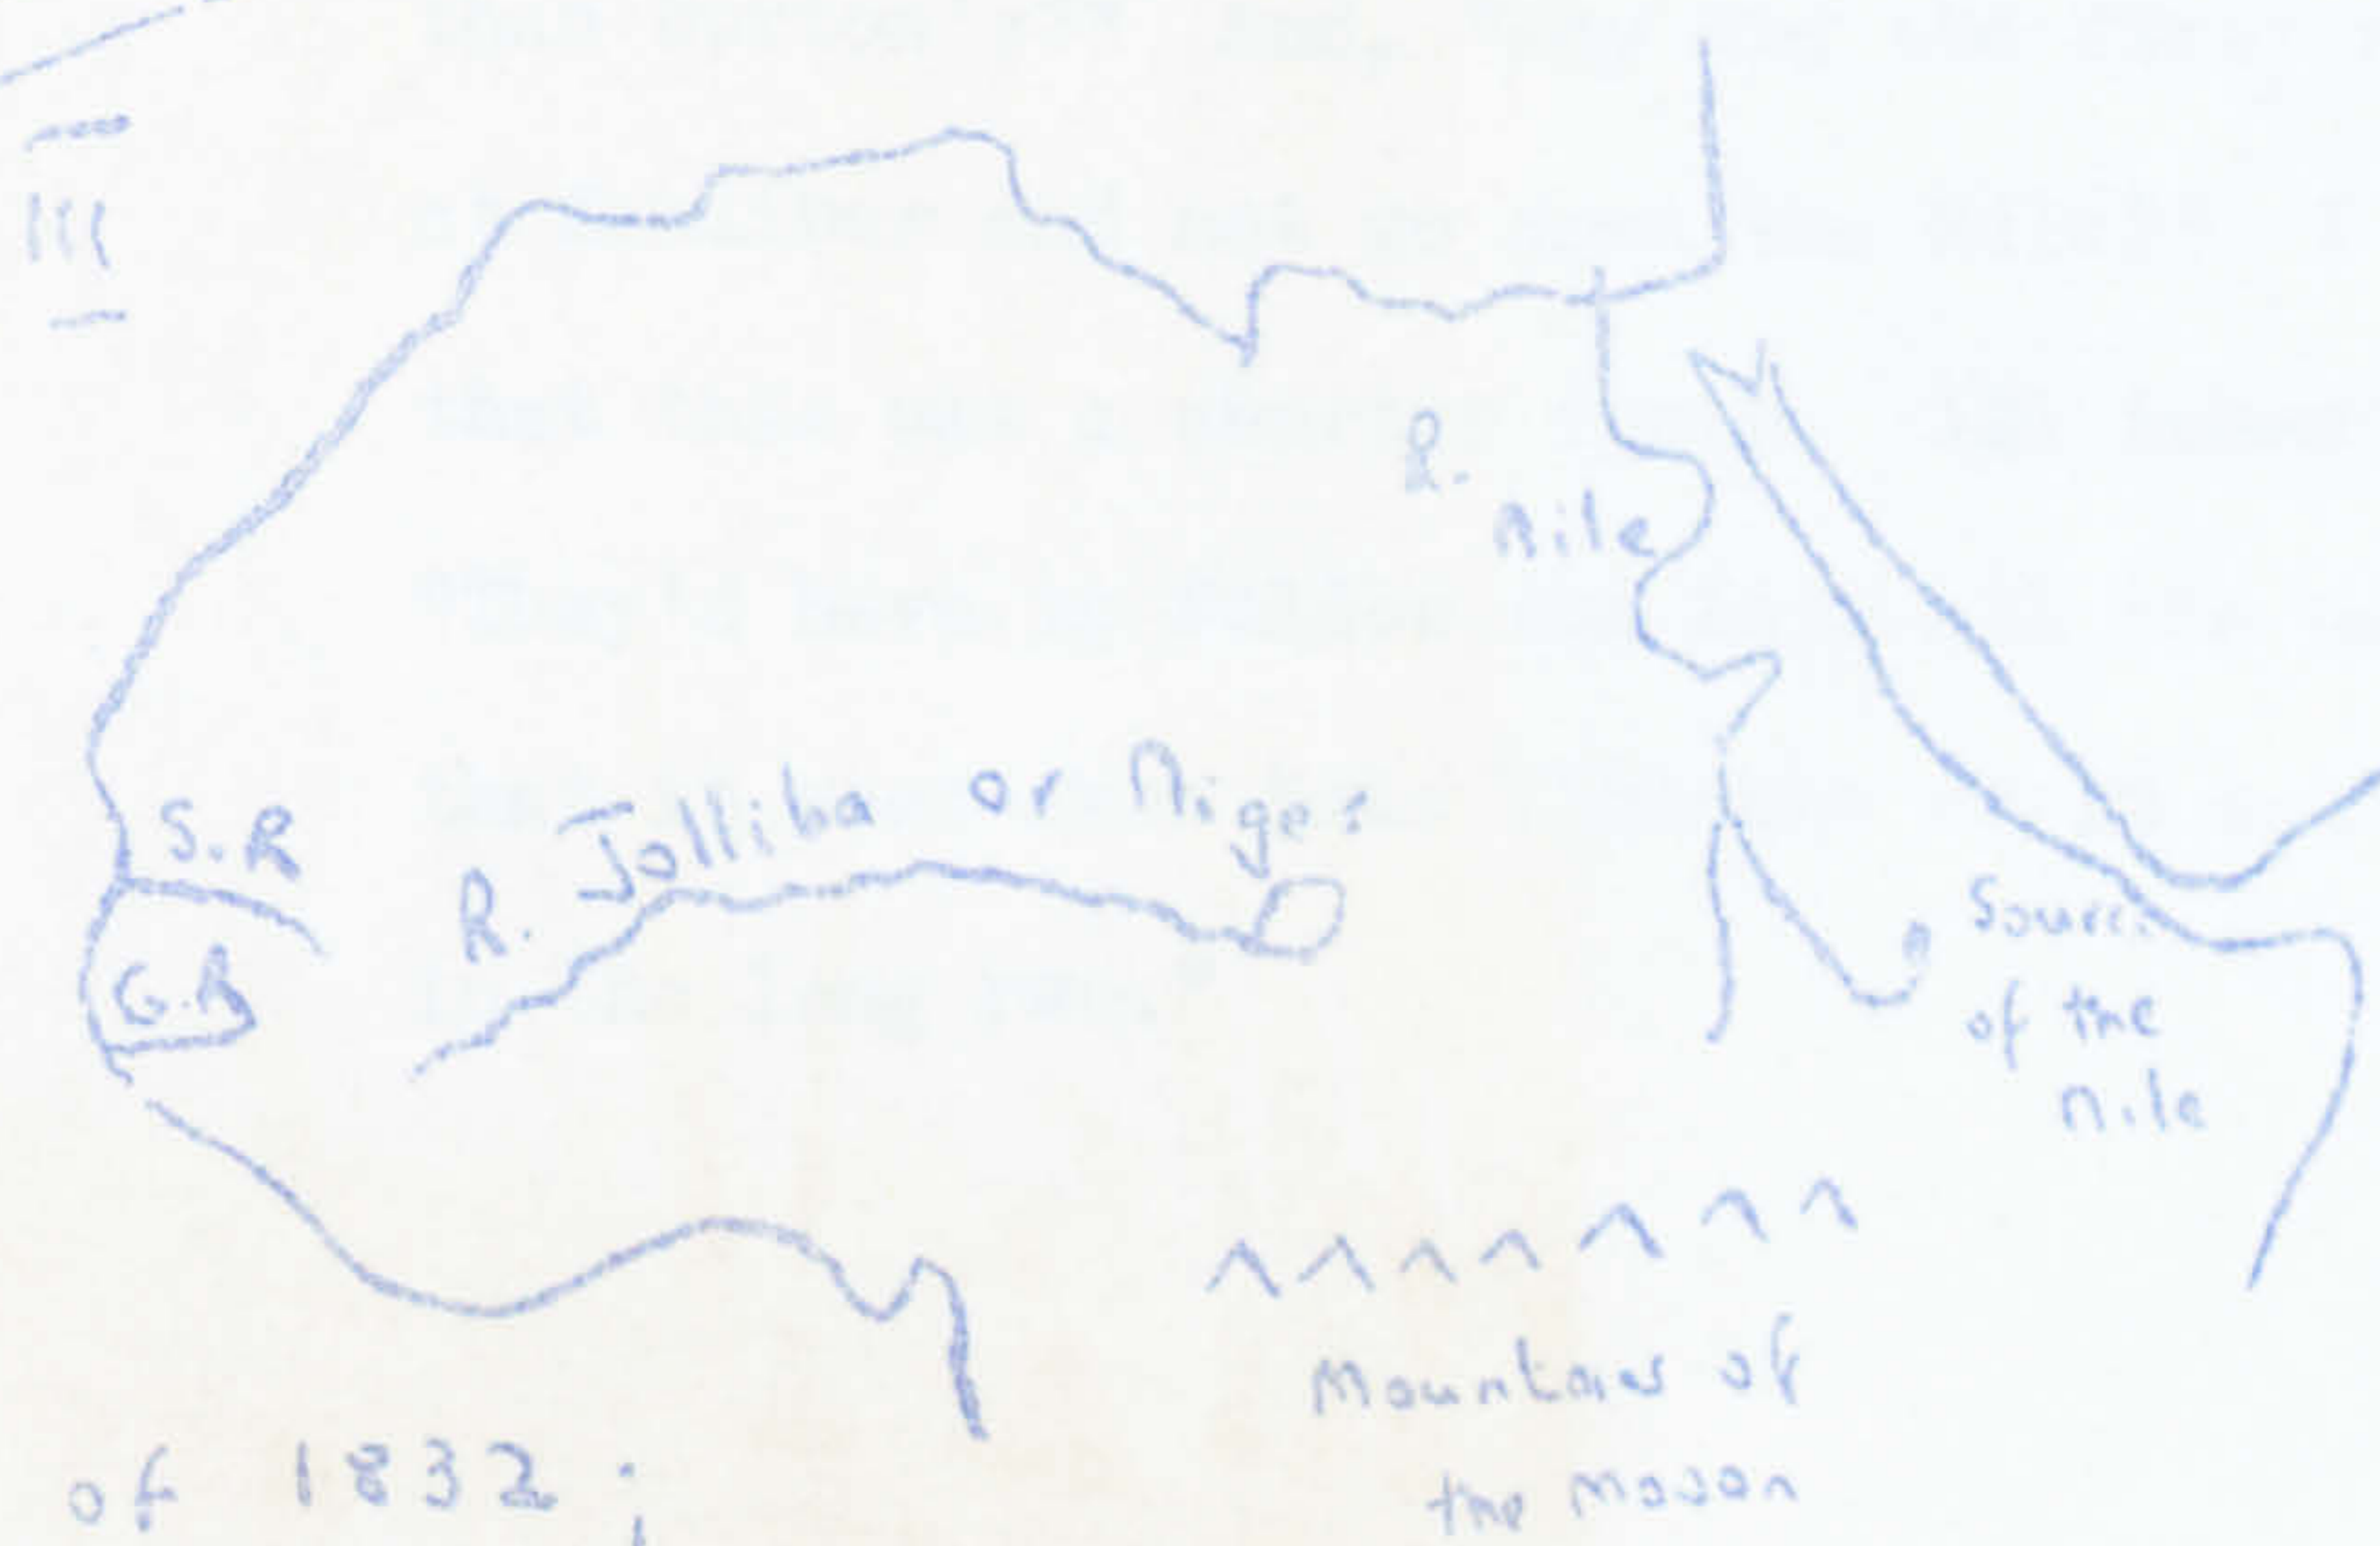 III
R.
Nile
S.R
G.R
R. Jolliba or Niger
Source
of the
Nile
Mountains of
the Moon
of 1832;